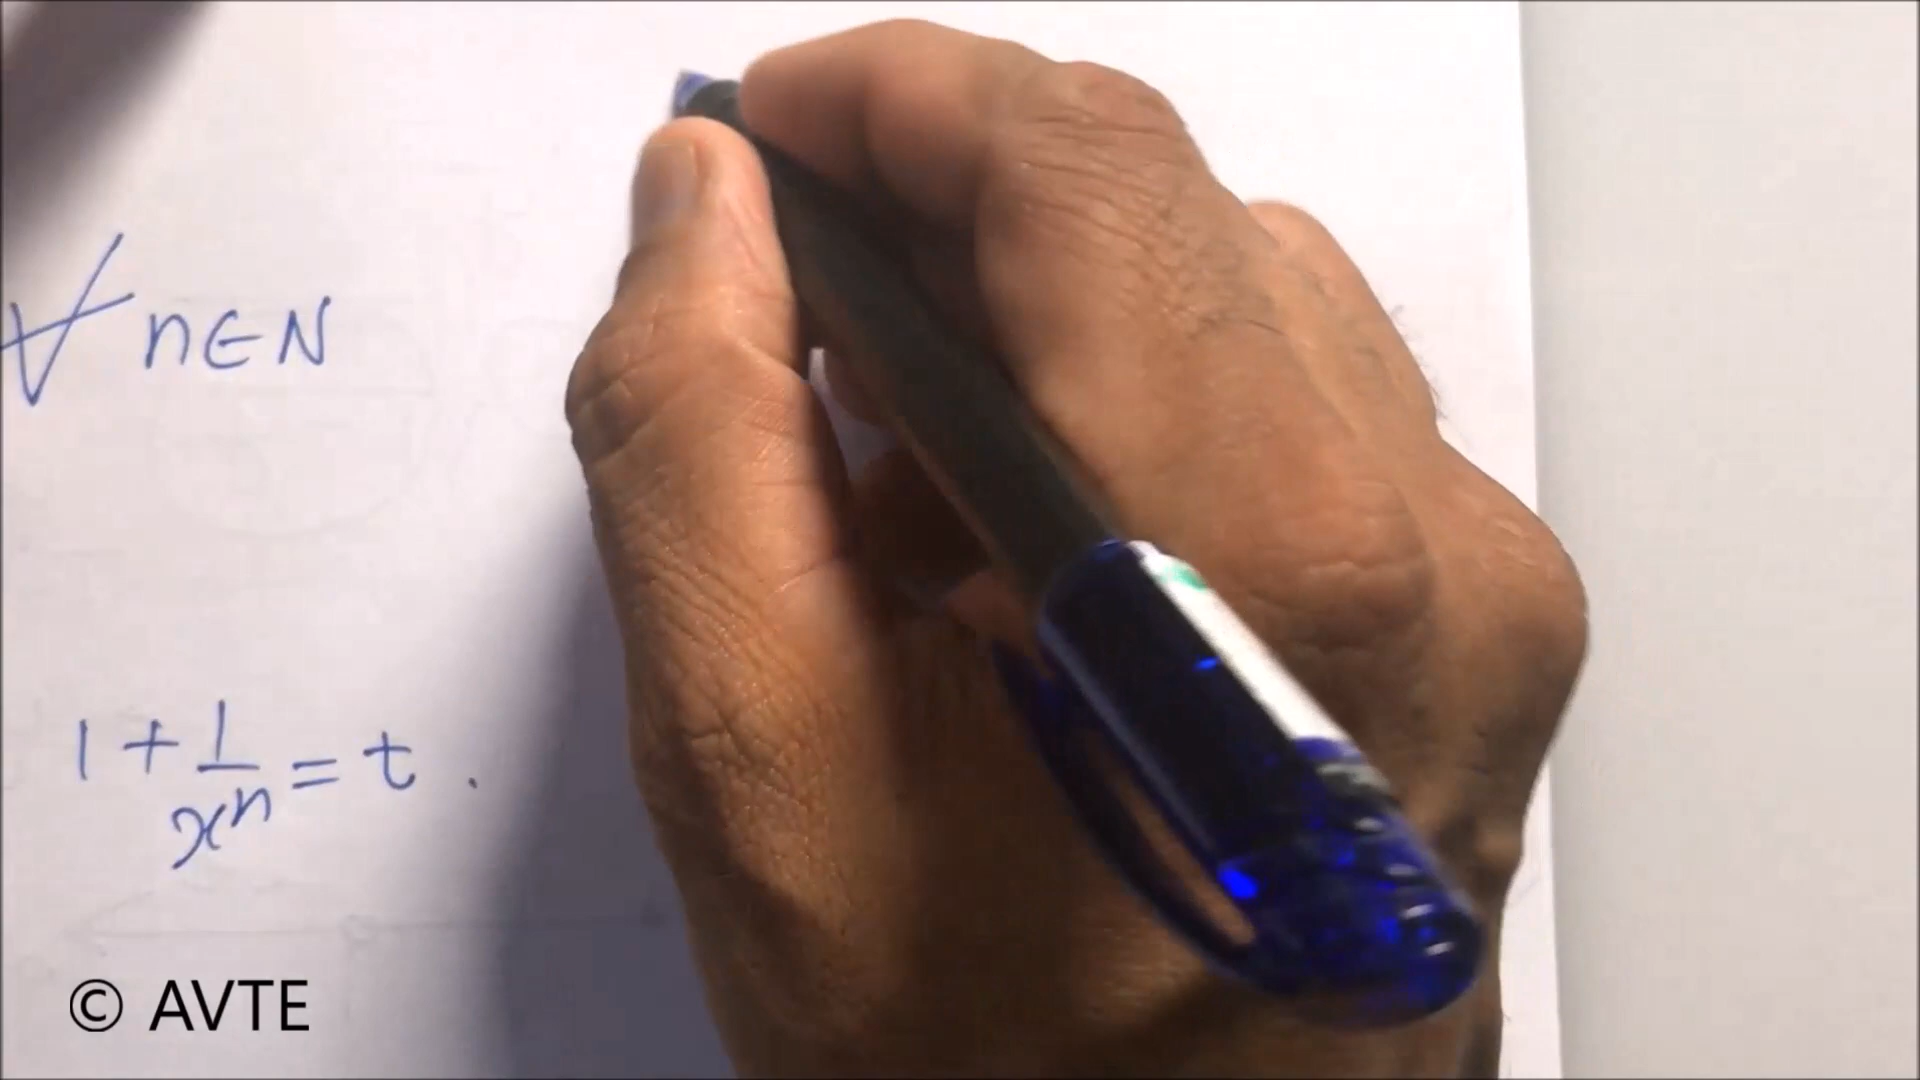 ∀ n∈N
1 + 1/xⁿ = t .
© AVTE